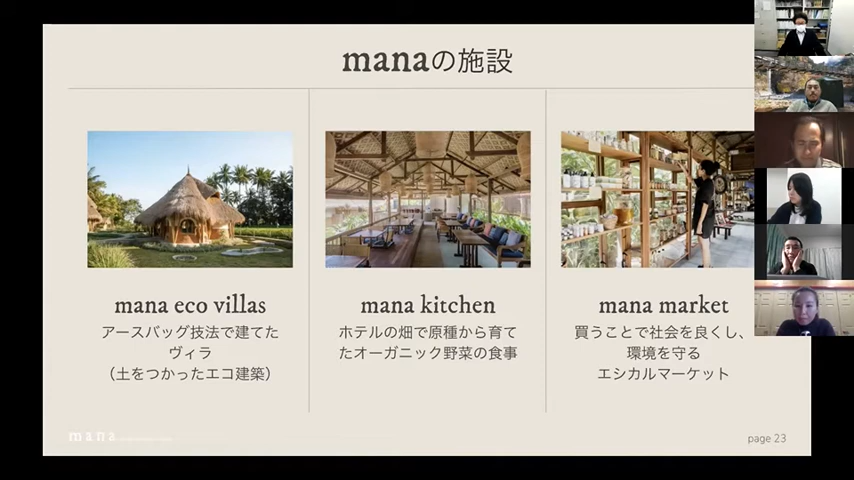 manaの施設
mana eco villas
アースバッグ技法で建てた
ヴィラ
（土をつかったエコ建築）
mana kitchen
ホテルの畑で原種から育て
たオーガニック野菜の食事
mana market
買うことで社会を良くし、
環境を守る
エシカルマーケット
mana
page 23